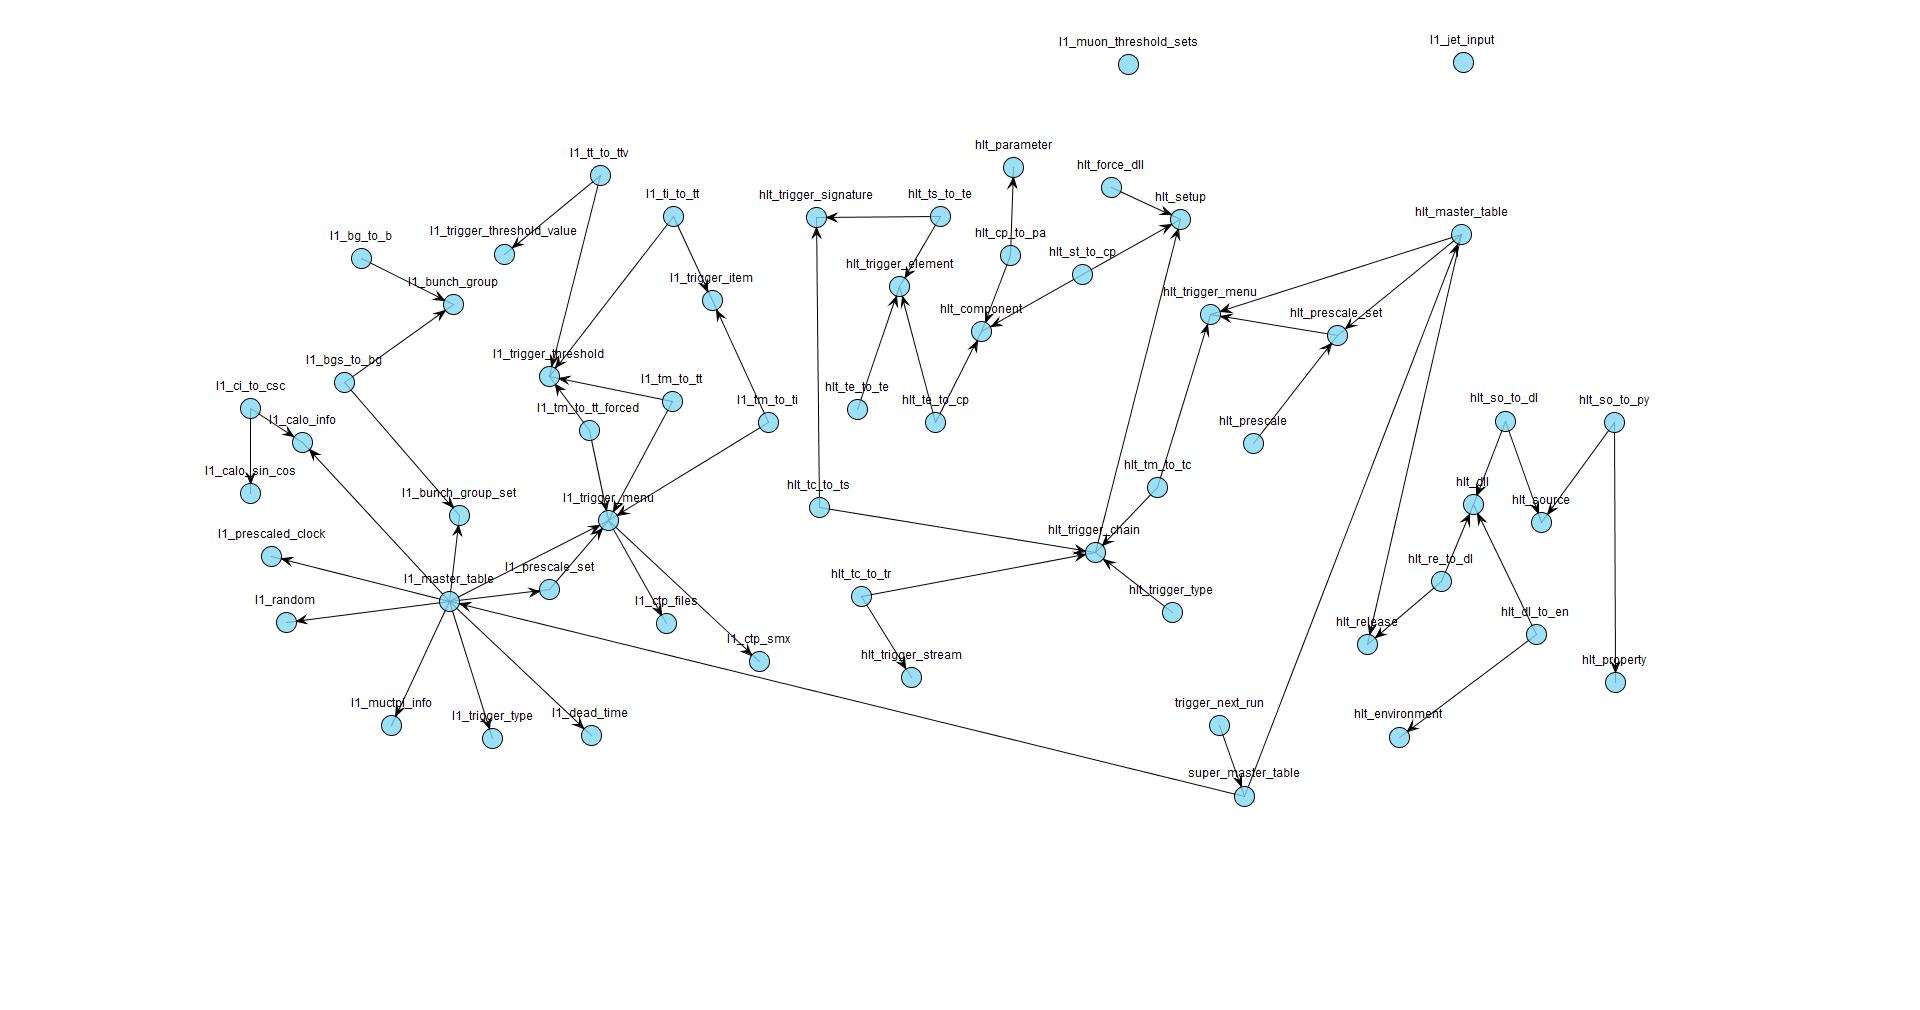 l1_jet_input
l1_muon_threshold_sets
hlt_parameter
l1_tt_to_ttv
hlt_force_dll
l1_ti_to_tt
hlt_trigger_signature
hlt_ts_to_te
hlt_setup
hlt_master_table
l1_trigger_threshold_value
hlt_cp_to_pa
l1_bg_to_b
hlt_st_to_cp
hlt_trigger_element
l1_trigger_item
l1_bunch_group
hlt_trigger_menu
hlt_component
hlt_prescale_set
l1_trigger_threshold
l1_bgs_to_bg
l1_tm_to_tt
l1_ci_to_csc
hlt_te_to_te
hlt_so_to_dl
l1_tm_to_ti
hlt_te_to_cp
hlt_so_to_py
l1_tm_to_tt_forced
l1_calo_info
hlt_prescale
hlt_tm_to_tc
l1_calo_sin_cos
hlt_dll
hlt_tc_to_ts
l1_bunch_group_set
l1_trigger_menu
hlt_source
hlt_trigger_chain
l1_prescaled_clock
hlt_re_to_dl
l1_prescale_set
hlt_tc_to_tr
l1_master_table
hlt_trigger_type
l1_random
l1_ctp_files
hlt_dl_to_en
hlt_release
l1_ctp_smx
hlt_trigger_stream
hlt_property
l1_muctpi_info
trigger_next_run
l1_dead_time
hlt_environment
l1_trigger_type
super_master_table